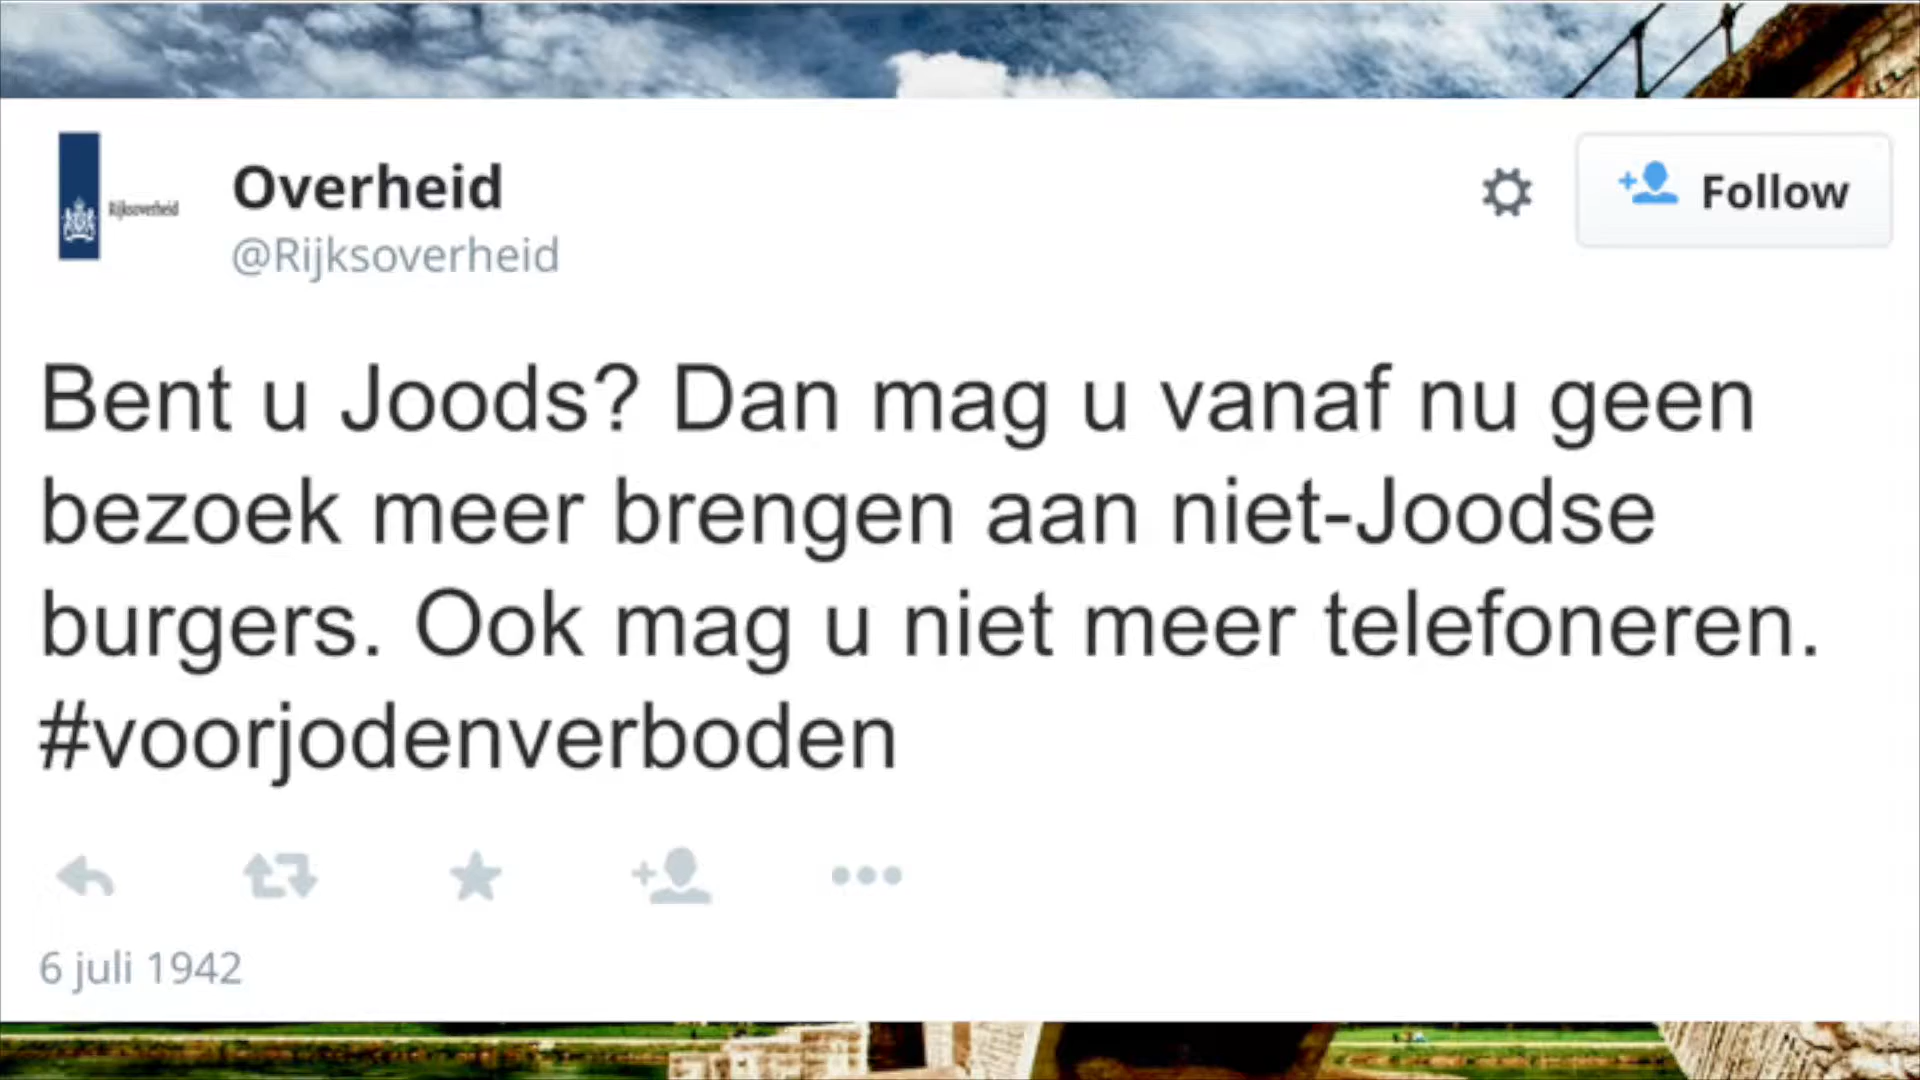 Rijksoverheid
Overheid
@Rijksoverheid
Follow
Bent u Joods? Dan mag u vanaf nu geen
bezoek meer brengen aan niet-Joodse
burgers. Ook mag u niet meer telefoneren.
#voorjodenverboden
6 juli 1942